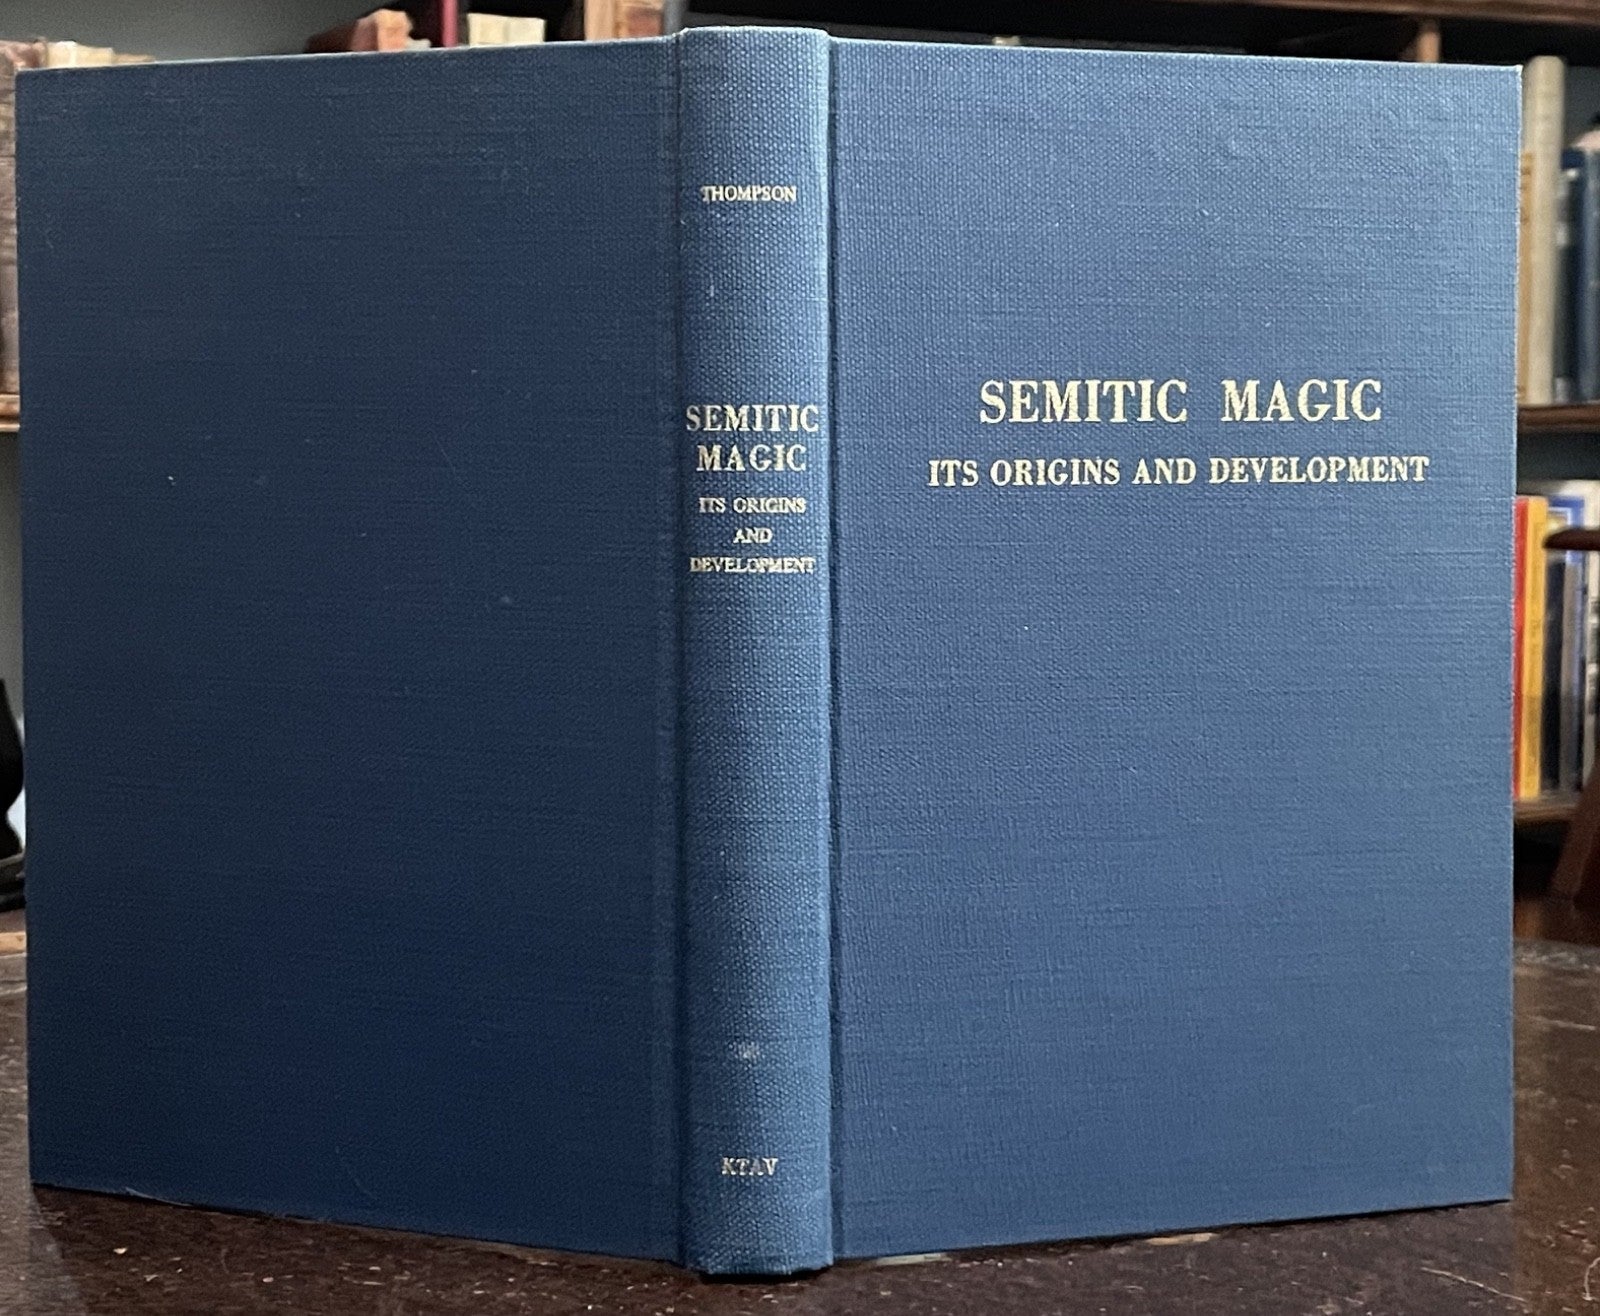 THOMPSON
SEMITIC
MAGIC
ITS ORIGINS
AND
DEVELOPMENT
KTAV
SEMITIC MAGIC
ITS ORIGINS AND DEVELOPMENT